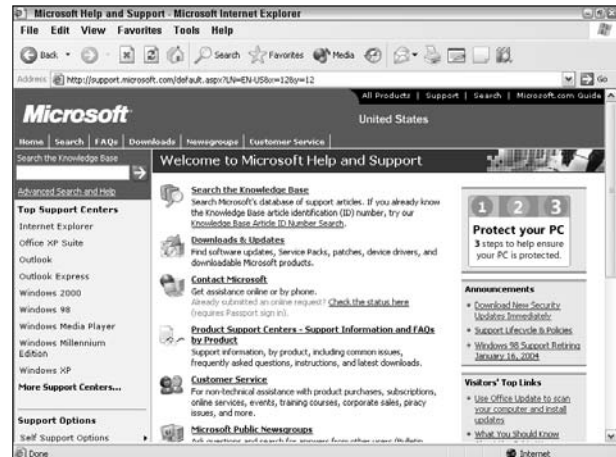 Microsoft Help and Support - Microsoft Internet Explorer
File Edit View Favorites Tools Help
Back Search Favorites Media
Address http://support.microsoft.com/default.aspx?LN=EN-US&x=12&y=12 Go
All Products | Support | Search | Microsoft.com Guide
Microsoft
United States
Home | Search | FAQs | Downloads | Newsgroups | Customer Service
Search the Knowledge Base
Advanced Search and Help
Top Support Centers
Internet Explorer
Office XP Suite
Outlook
Outlook Express
Windows 2000
Windows 98
Windows Media Player
Windows Millennium
Edition
Windows XP
More Support Centers...
Support Options
Self Support Options
Welcome to Microsoft Help and Support
Search the Knowledge Base
Search Microsoft's database of support articles. If you already know
the Knowledge Base article identification (ID) number, try our
Knowledge Base Article ID Number Search.
Downloads & Updates
Find software updates, Service Packs, patches, device drivers, and
downloadable Microsoft products.
Contact Microsoft
Get assistance online or by phone.
Already submitted an online request? Check the status here
(requires Passport sign in).
Product Support Centers - Support Information and FAQs
by Product
Support information, by product, including common issues,
frequently asked questions, instructions, and latest downloads.
Customer Service
For non-technical assistance with product purchases, subscriptions,
online services, events, training courses, corporate sales, piracy
issues, and more.
Microsoft Public Newsgroups
Ask questions and search for answers from other users (Bulletin
1 2 3
Protect your PC
3 steps to help ensure
your PC is protected.
Announcements
Download New Security
Updates Immediately
Support Lifecycle & Policies
Windows 98 Support Retiring
January 16, 2004
Visitors' Top Links
Use Office Update to scan
your computer and install
updates
What You Should Know
Done
Internet